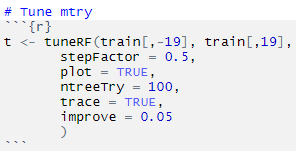 # Tune mtry
```{r}
t <- tuneRF(train[,-19], train[,19],
stepFactor = 0.5,
plot = TRUE,
ntreeTry = 100,
trace = TRUE,
improve = 0.05
)
```